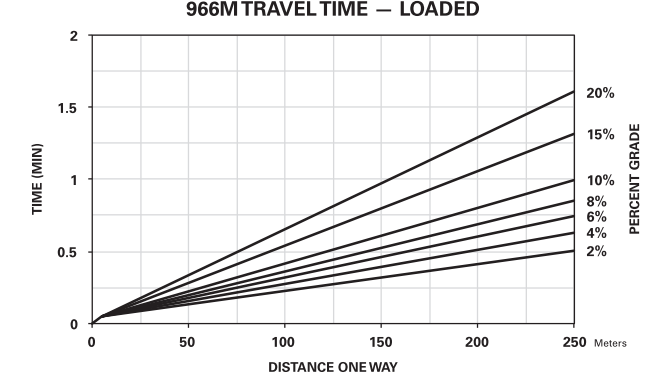 966M TRAVEL TIME — LOADED
2
1.5
1
0.5
0
TIME (MIN)
20%
15%
10%
8%
6%
4%
2%
PERCENT GRADE
0 50 100 150 200 250 Meters
DISTANCE ONE WAY